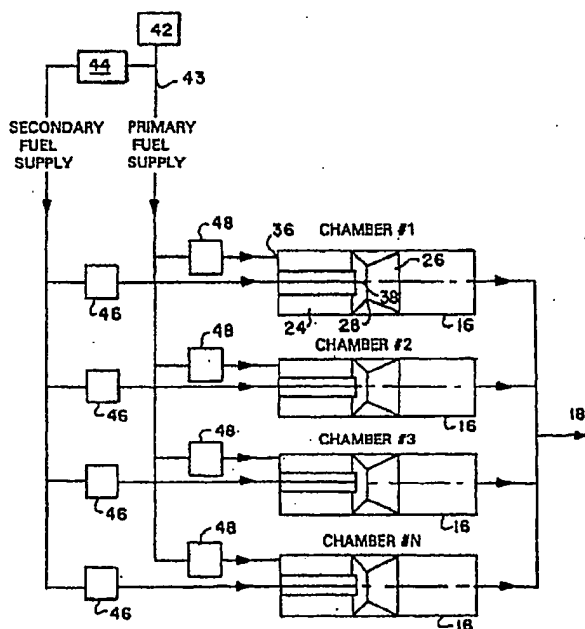 42
44
43
SECONDARY
FUEL
SUPPLY
PRIMARY
FUEL
SUPPLY
48
36
CHAMBER #1
26
38
46
24
28
16
48
CHAMBER #2
46
16
48
CHAMBER #3
18
46
16
48
CHAMBER #N
46
16